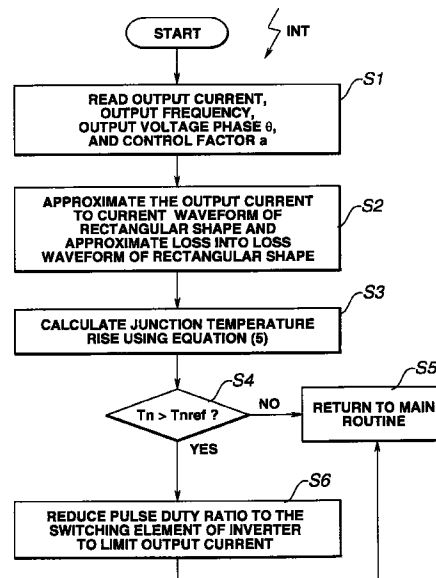 START
INT
S1
READ OUTPUT CURRENT,
OUTPUT FREQUENCY,
OUTPUT VOLTAGE PHASE θ,
AND CONTROL FACTOR a
S2
APPROXIMATE THE OUTPUT CURRENT
TO CURRENT WAVEFORM OF
RECTANGULAR SHAPE AND
APPROXIMATE LOSS INTO LOSS
WAVEFORM OF RECTANGULAR SHAPE
S3
CALCULATE JUNCTION TEMPERATURE
RISE USING EQUATION (5)
S4
Tn > Tnref ?
NO
YES
S5
RETURN TO MAIN
ROUTINE
S6
REDUCE PULSE DUTY RATIO TO THE
SWITCHING ELEMENT OF INVERTER
TO LIMIT OUTPUT CURRENT